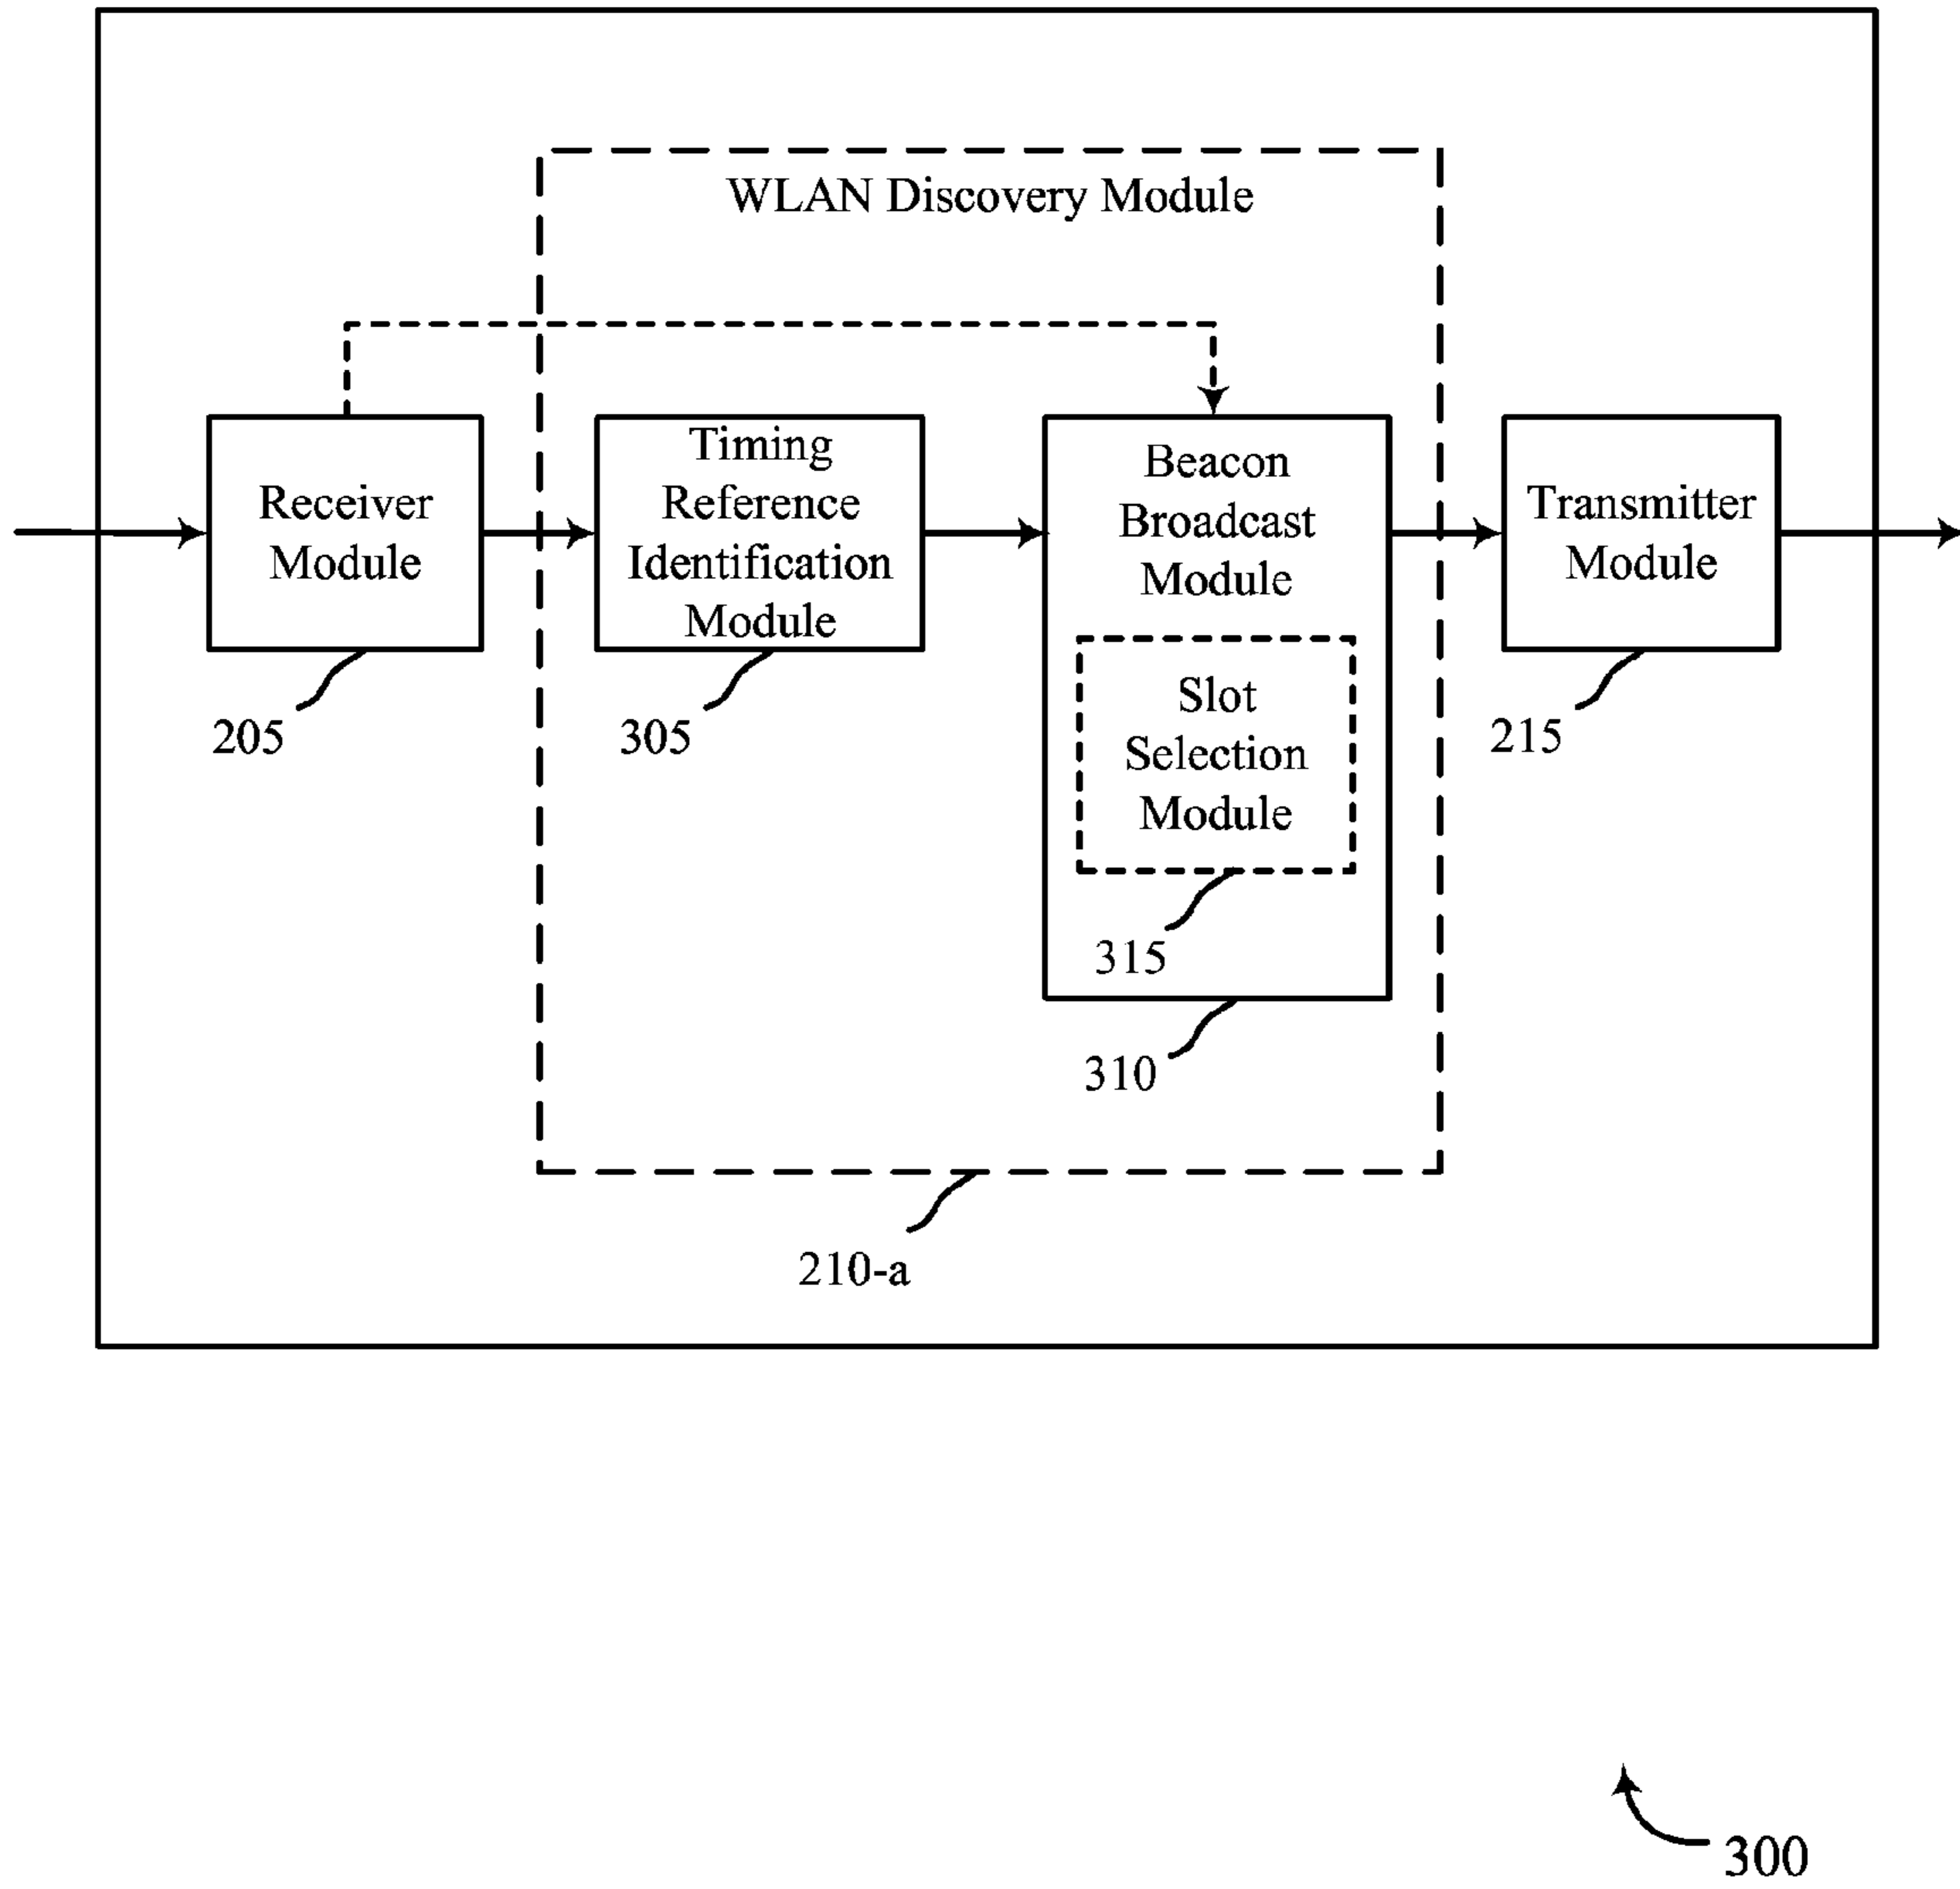 WLAN Discovery Module
Receiver
Module
205
Timing
Reference
Identification
Module
305
Beacon
Broadcast
Module
Slot
Selection
Module
315
310
Transmitter
Module
215
210-a
300